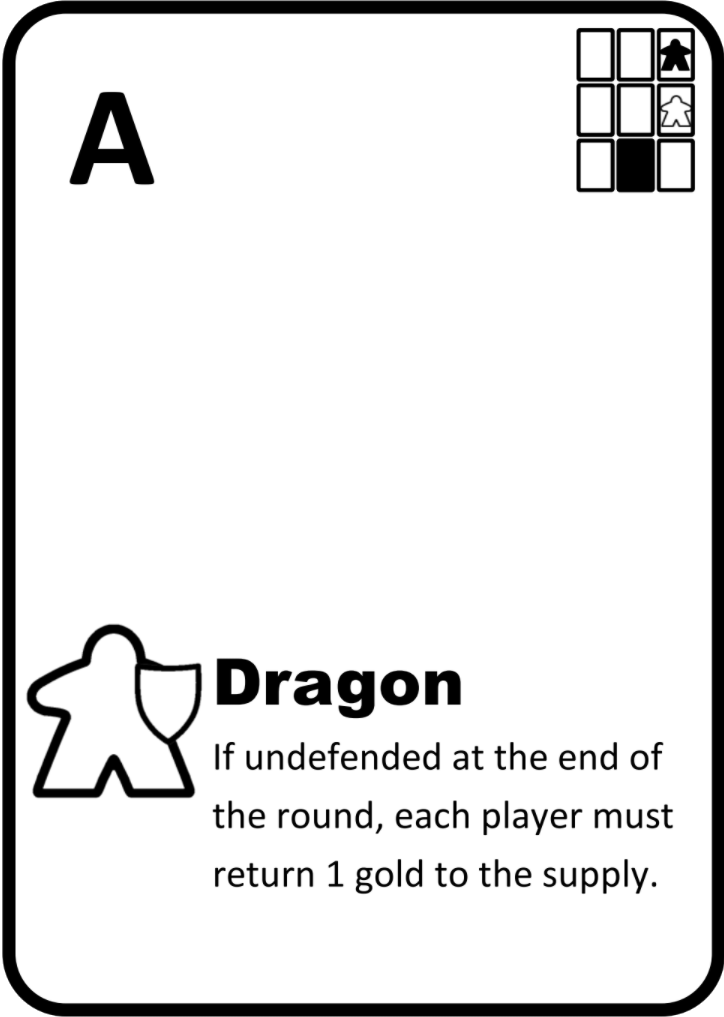 A
Dragon
If undefended at the end of
the round, each player must
return 1 gold to the supply.